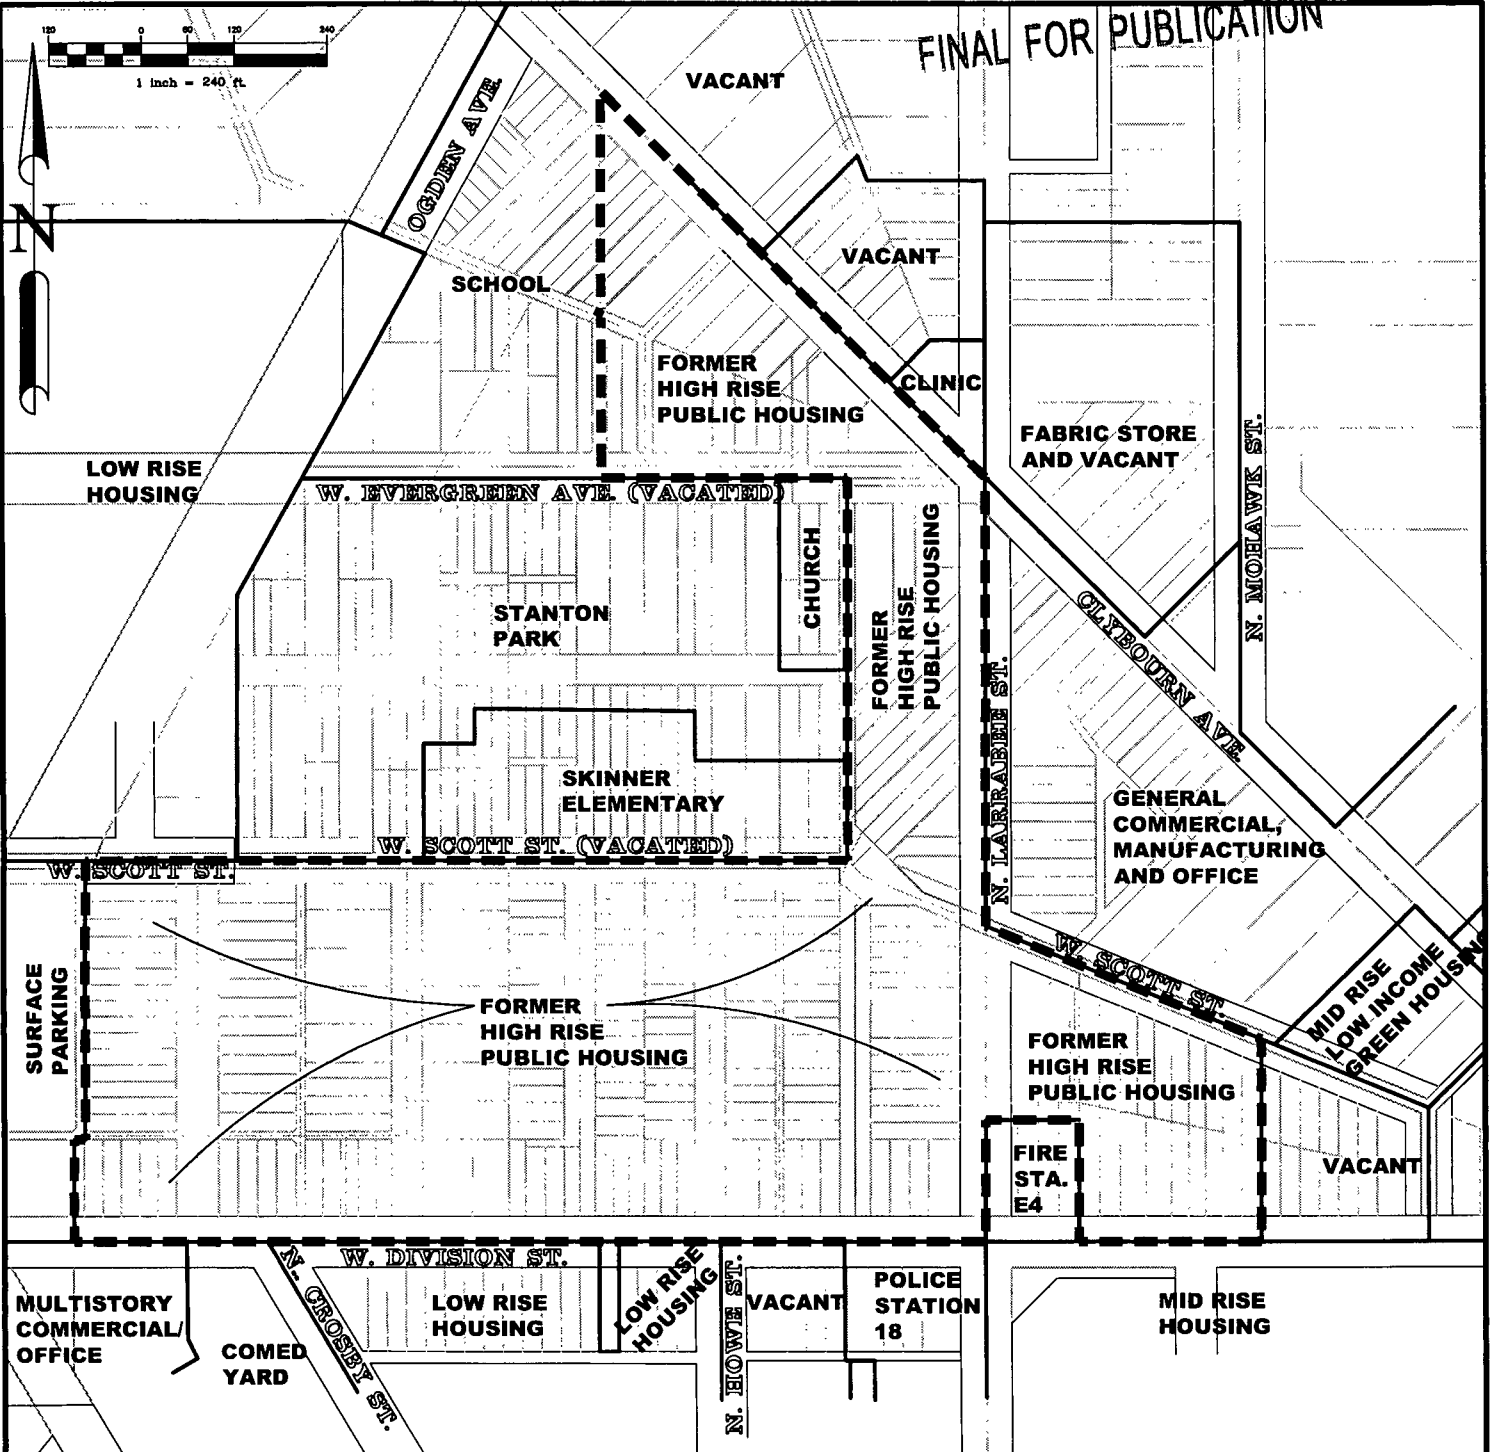 FINAL FOR PUBLICATION
120 0 60 120 240
1 inch = 240 ft.
N
OGDEN AVE.
VACANT
VACANT
SCHOOL
FORMER
HIGH RISE
PUBLIC HOUSING
CLINIC
FABRIC STORE
AND VACANT
N. MOHAWK ST.
LOW RISE
HOUSING
W. EVERGREEN AVE. (VACATED)
CHURCH
FORMER
HIGH RISE
PUBLIC HOUSING
STANTON
PARK
N. LARRABEE ST.
CLYBOURN AVE.
SKINNER
ELEMENTARY
GENERAL
COMMERCIAL,
MANUFACTURING
AND OFFICE
W. SCOTT ST. (VACATED)
W. SCOTT ST.
W. SCOTT ST.
MID RISE
LOW INCOME
GREEN HOUSING
SURFACE
PARKING
FORMER
HIGH RISE
PUBLIC HOUSING
FORMER
HIGH RISE
PUBLIC HOUSING
FIRE
STA.
E4
VACANT
W. DIVISION ST.
N. CROSBY ST.
MULTISTORY
COMMERCIAL/
OFFICE
COMED
YARD
LOW RISE
HOUSING
LOW RISE
HOUSING
N. HOWE ST.
VACANT
POLICE
STATION
18
MID RISE
HOUSING